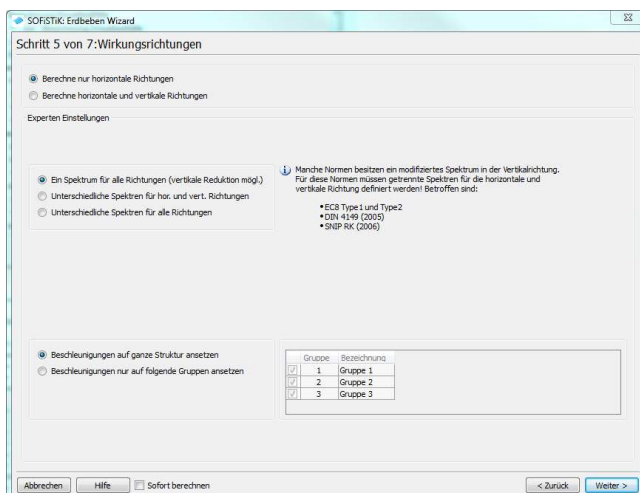 SOFiSTiK: Erdbeben Wizard
Schritt 5 von 7:Wirkungsrichtungen
Berechne nur horizontale Richtungen
Berechne horizontale und vertikale Richtungen
Experten Einstellungen
Ein Spektrum für alle Richtungen (vertikale Reduktion mögl.)
Unterschiedliche Spektren für hor. und vert. Richtungen
Unterschiedliche Spektren für alle Richtungen
Manche Normen besitzen ein modifiziertes Spektrum in der Vertikalrichtung.
Für diese Normen müssen getrennte Spektren für die horizontale und
vertikale Richtung definiert werden! Betroffen sind:
•EC8 Type1 und Type2
•DIN 4149 (2005)
•SNIP RK (2006)
Beschleunigungen auf ganze Struktur ansetzen
Beschleunigungen nur auf folgende Gruppen ansetzen
Gruppe Bezeichnung
1 Gruppe 1
2 Gruppe 2
3 Gruppe 3
Abbrechen Hilfe Sofort berechnen < Zurück Weiter >